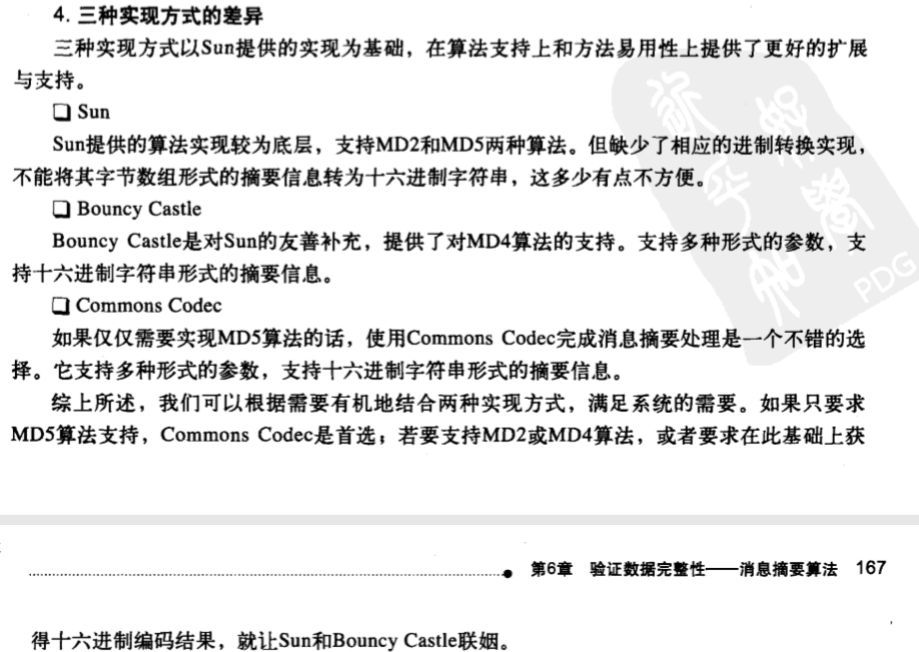 4. 三种实现方式的差异
三种实现方式以Sun提供的实现为基础，在算法支持上和方法易用性上提供了更好的扩展
与支持。
❑ Sun
Sun提供的算法实现较为底层，支持MD2和MD5两种算法。但缺少了相应的进制转换实现，
不能将其字节数组形式的摘要信息转为十六进制字符串，这多少有点不方便。
❑ Bouncy Castle
Bouncy Castle是对Sun的友善补充，提供了对MD4算法的支持。支持多种形式的参数，支
持十六进制字符串形式的摘要信息。
❑ Commons Codec
如果仅仅需要实现MD5算法的话，使用Commons Codec完成消息摘要处理是一个不错的选
择。它支持多种形式的参数，支持十六进制字符串形式的摘要信息。
综上所述，我们可以根据需要有机地结合两种实现方式，满足系统的需要。如果只要求
MD5算法支持，Commons Codec是首选；若要支持MD2或MD4算法，或者要求在此基础上获
第6章 验证数据完整性——消息摘要算法 167
得十六进制编码结果，就让Sun和Bouncy Castle联姻。
PDG